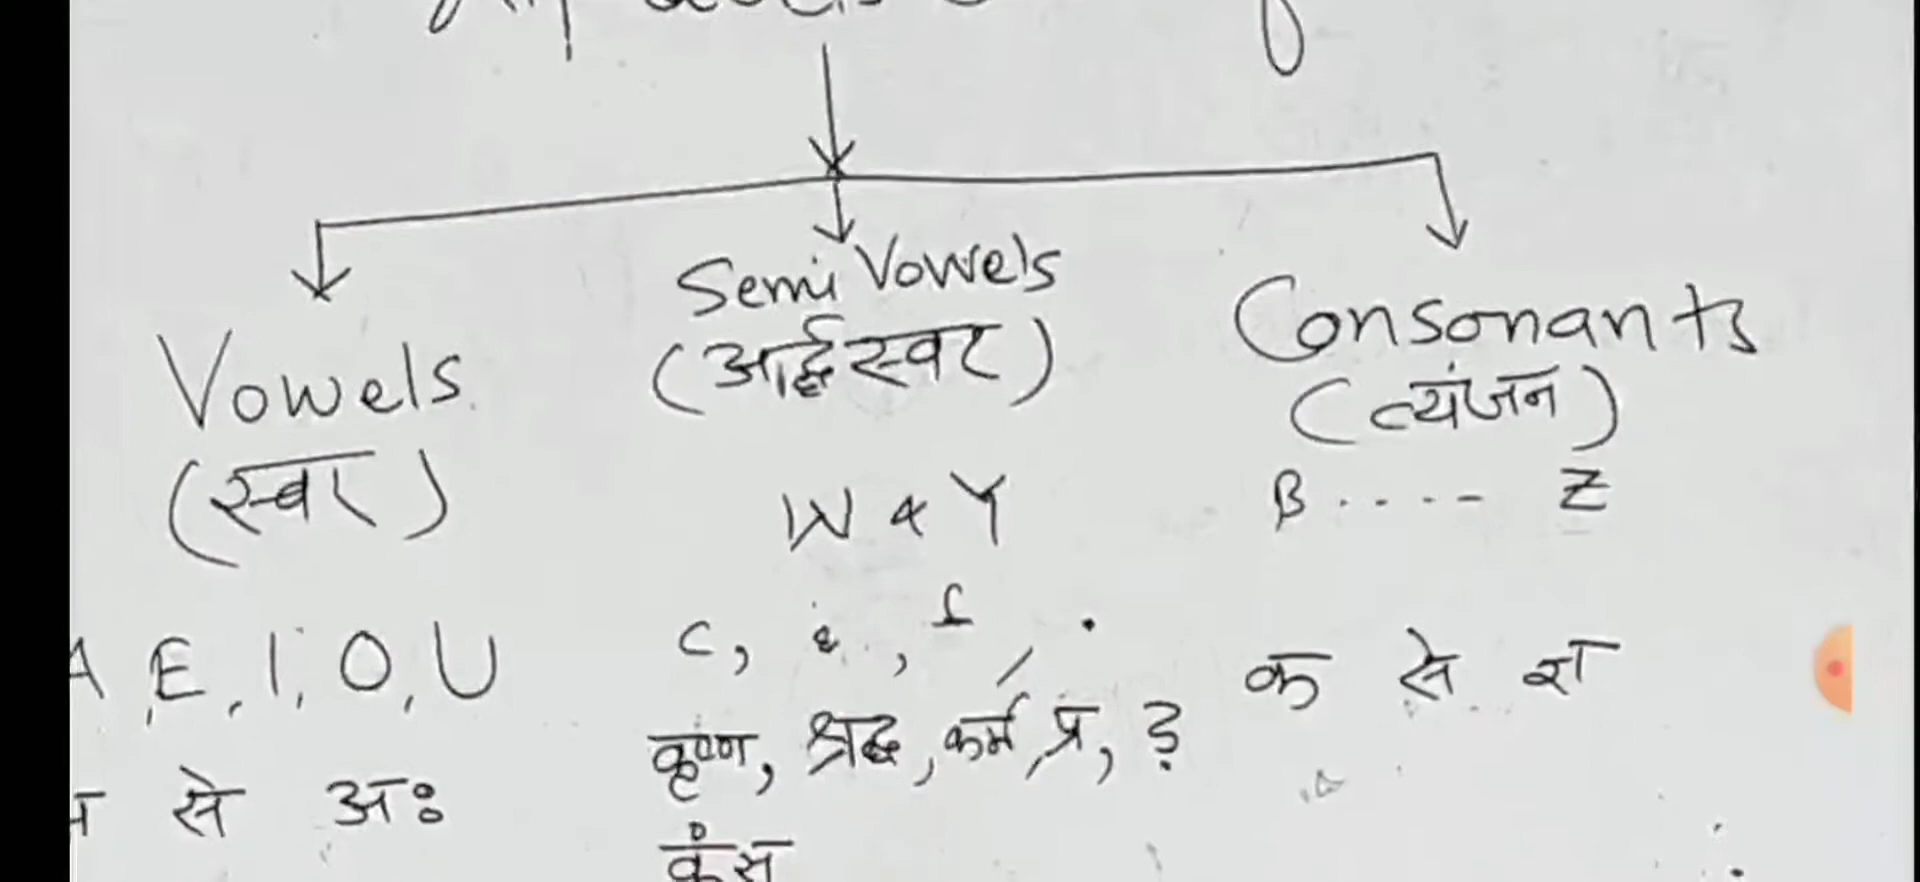 Vowels
(स्वर)
A, E, I, O, U
से अः
Semi Vowels
(आर्द्धस्वर)
W & Y
कृष्ण, श्रद्ध, कर्म, प्र, ?
कंस
Consonants
(व्यंजन)
B . . . . - Z
क से श